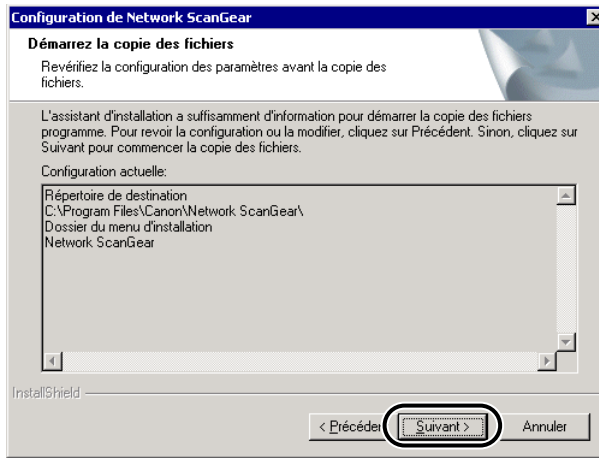 Configuration de Network ScanGear
Démarrez la copie des fichiers
Revérifiez la configuration des paramètres avant la copie des
fichiers.
L'assistant d'installation a suffisamment d'information pour démarrer la copie des fichiers
programme. Pour revoir la configuration ou la modifier, cliquez sur Précédent. Sinon, cliquez sur
Suivant pour commencer la copie des fichiers.
Configuration actuelle:
Répertoire de destination
C:\Program Files\Canon\Network ScanGear\
Dossier du menu d'installation
Network ScanGear
InstallShield
< Précéden Suivant > Annuler